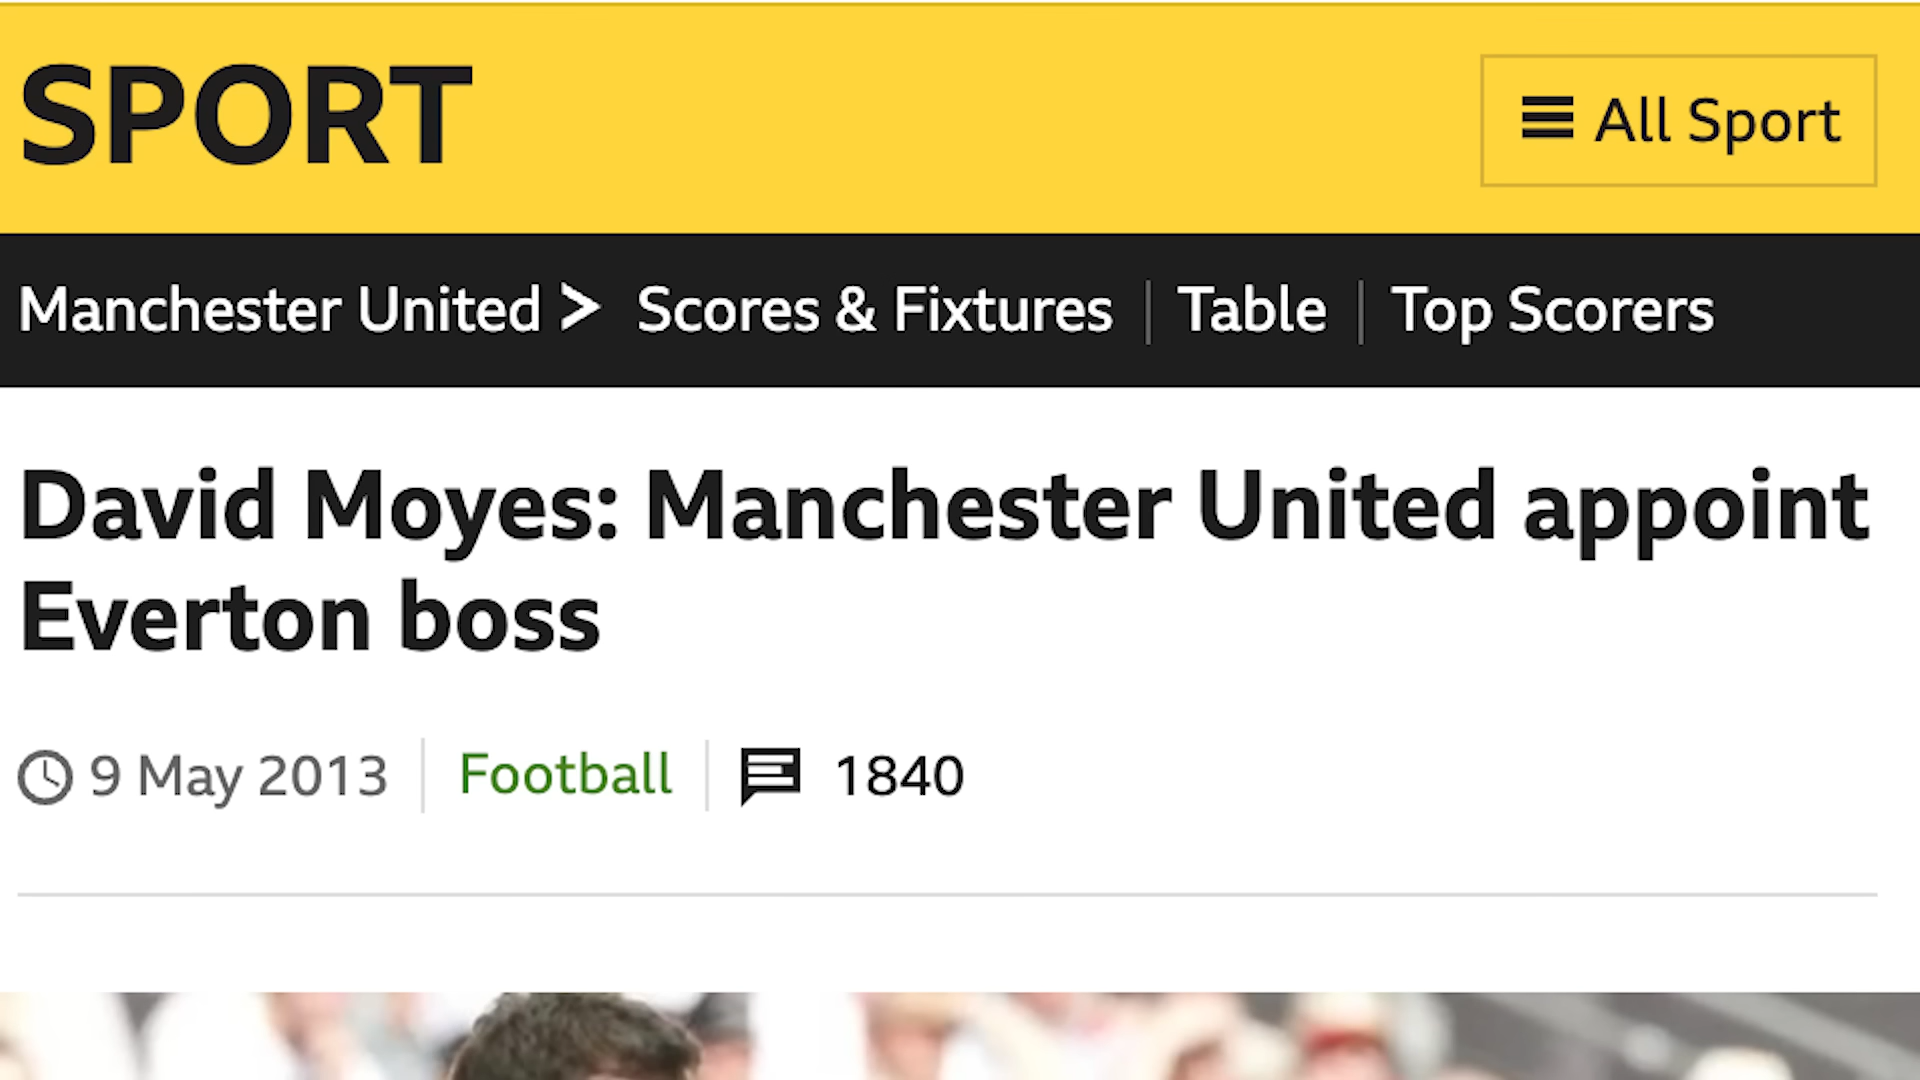 SPORT
All Sport
Manchester United > Scores & Fixtures | Table | Top Scorers
David Moyes: Manchester United appoint
Everton boss
9 May 2013 | Football | 1840